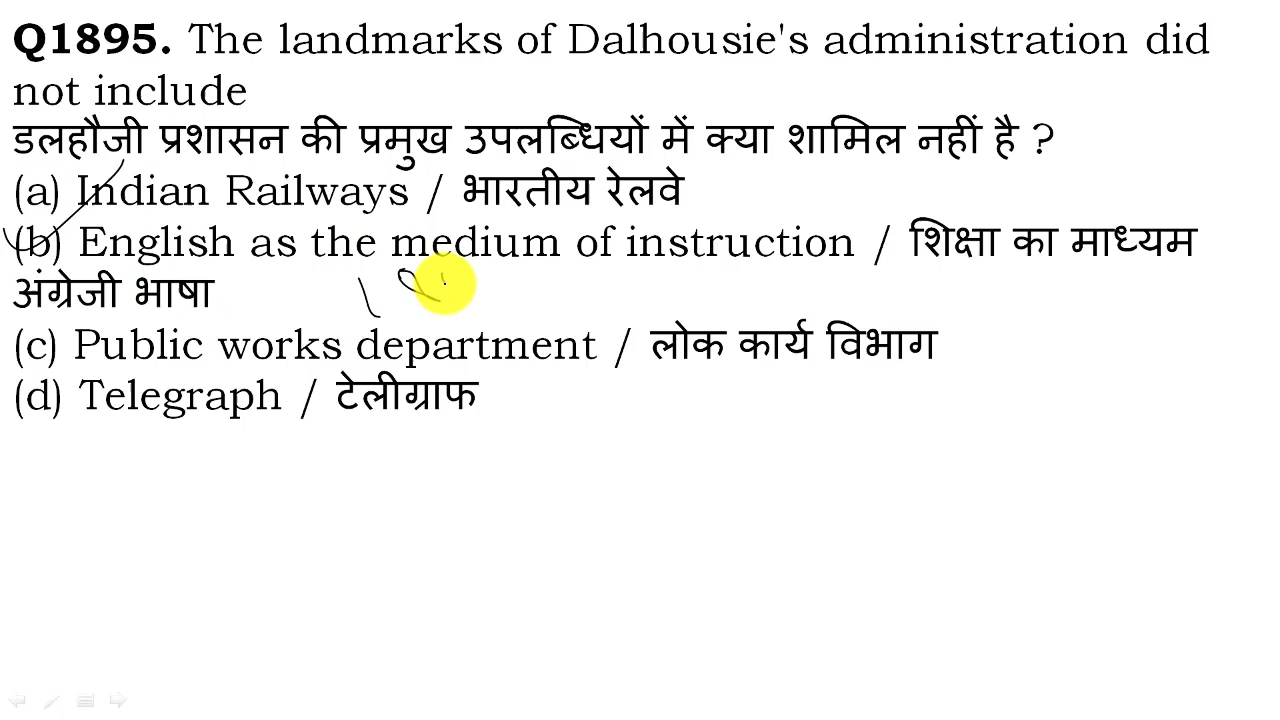 Q1895. The landmarks of Dalhousie's administration did
not include
डलहौजी प्रशासन की प्रमुख उपलब्धियों में क्या शामिल नहीं है ?
(a) Indian Railways / भारतीय रेलवे
(b) English as the medium of instruction / शिक्षा का माध्यम
अंग्रेजी भाषा
(c) Public works department / लोक कार्य विभाग
(d) Telegraph / टेलीग्राफ